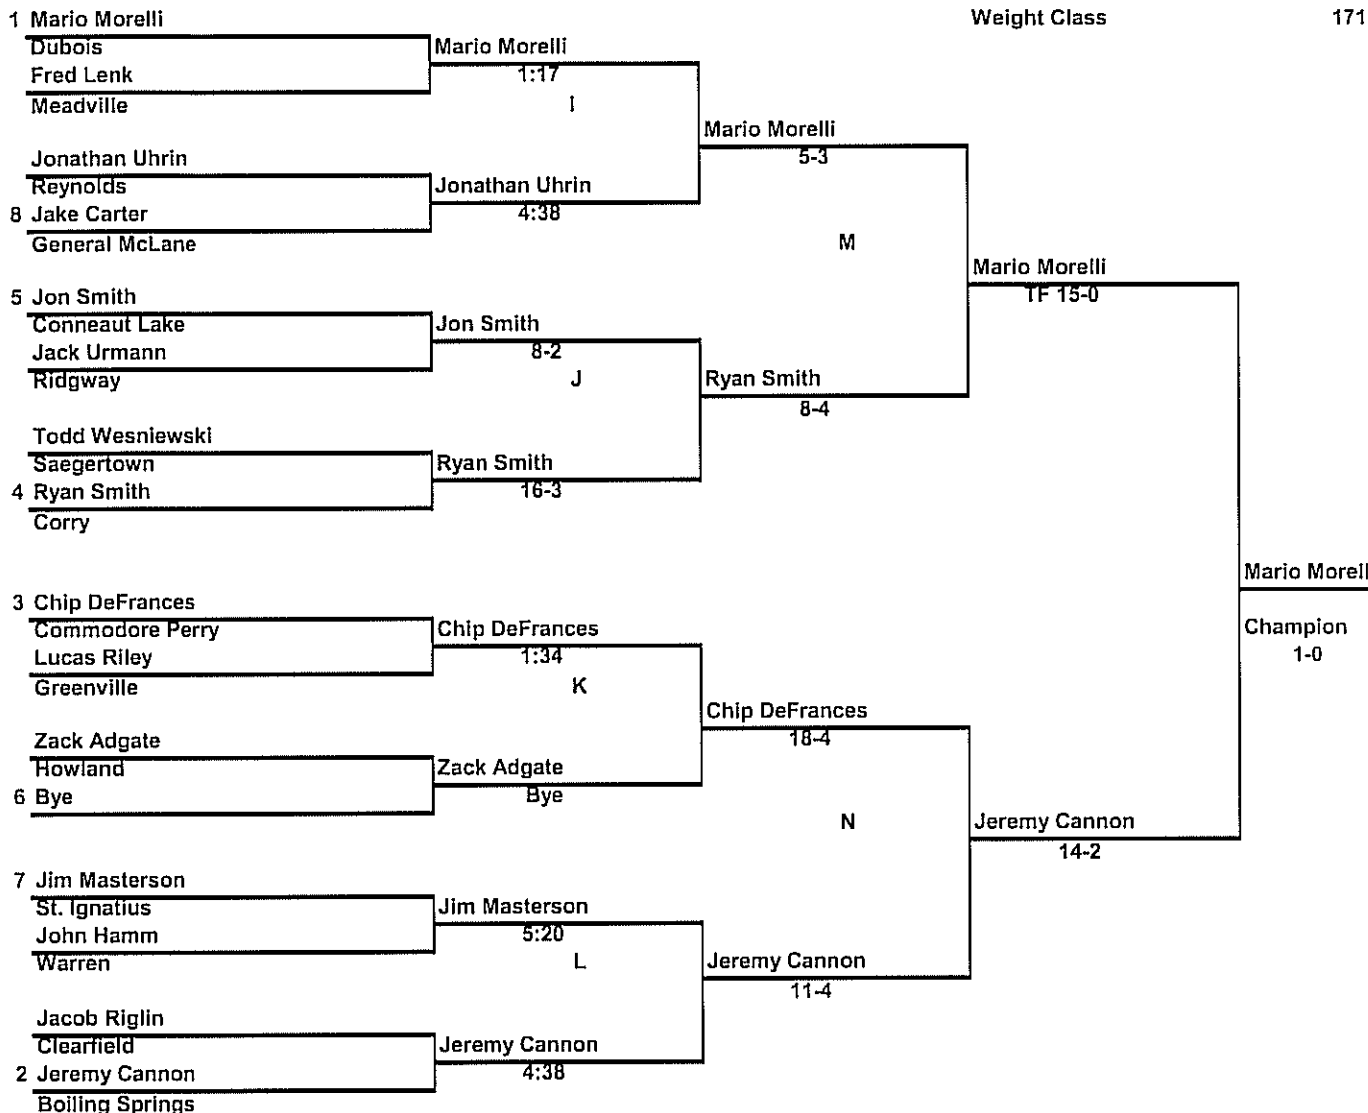 Weight Class 171
1 Mario Morelli
Dubois
Fred Lenk
Meadville
Jonathan Uhrin
Reynolds
8 Jake Carter
General McLane
5 Jon Smith
Conneaut Lake
Jack Urmann
Ridgway
Todd Wesniewski
Saegertown
4 Ryan Smith
Corry
3 Chip DeFrances
Commodore Perry
Lucas Riley
Greenville
Zack Adgate
Howland
6 Bye
7 Jim Masterson
St. Ignatius
John Hamm
Warren
Jacob Riglin
Clearfield
2 Jeremy Cannon
Boiling Springs
Mario Morelli
1:17
I
Jonathan Uhrin
4:38
Jon Smith
8-2
J
Ryan Smith
16-3
Chip DeFrances
1:34
K
Zack Adgate
Bye
Jim Masterson
5:20
L
Jeremy Cannon
4:38
Mario Morelli
5-3
M
Ryan Smith
8-4
Chip DeFrances
18-4
N
Jeremy Cannon
11-4
Mario Morelli
TF 15-0
Jeremy Cannon
14-2
Mario Morell
Champion
1-0